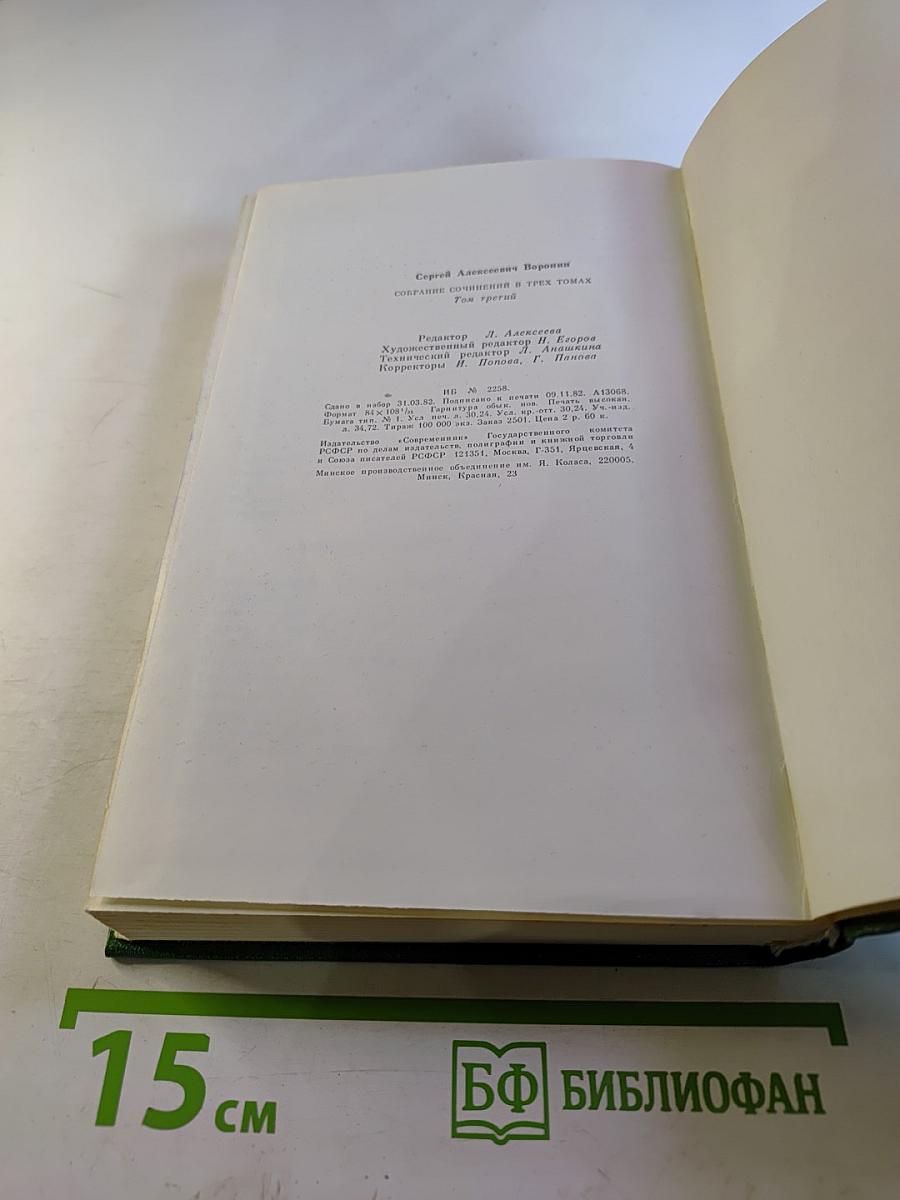 Сергей Алексеевич Воронин
СОБРАНИЕ СОЧИНЕНИЙ В ТРЕХ ТОМАХ
Том третий
Редактор Л. Алексеева
Художественный редактор Н. Егоров
Технический редактор Л. Анашкина
Корректоры И. Попова, Г. Панова
ИБ № 2258.
Сдано в набор 31.03.82. Подписано к печати 09.11.82. А13068.
Формат 84×108¹/₃₂ Гарнитура обык. нов. Печать высокая.
Бумага тип. № 1. Усл. печ. л. 30,24. Усл. кр.-отт. 30,24. Уч.-изд.
л. 34,72. Тираж 100 000 экз. Заказ 2501. Цена 2 р. 60 к.
Издательство «Современник» Государственного комитета
РСФСР по делам издательств, полиграфии и книжной торговли
и Союза писателей РСФСР 121351, Москва, Г-351, Ярцевская, 4
Минское производственное объединение им. Я. Коласа, 220005,
Минск, Красная, 23
15 см
БФ БИБЛИОФАН